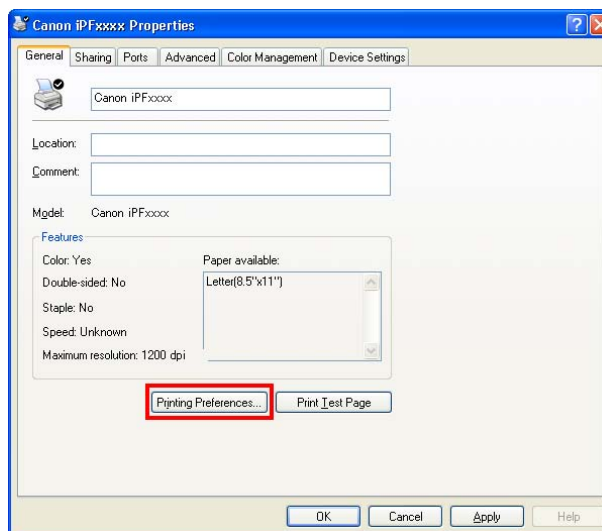 Canon iPFxxxx Properties
General Sharing Ports Advanced Color Management Device Settings
Canon iPFxxxx
Location:
Comment:
Model: Canon iPFxxxx
Features
Color: Yes Paper available:
Double-sided: No Letter(8.5"x11")
Staple: No
Speed: Unknown
Maximum resolution: 1200 dpi
Printing Preferences... Print Test Page
OK Cancel Apply Help